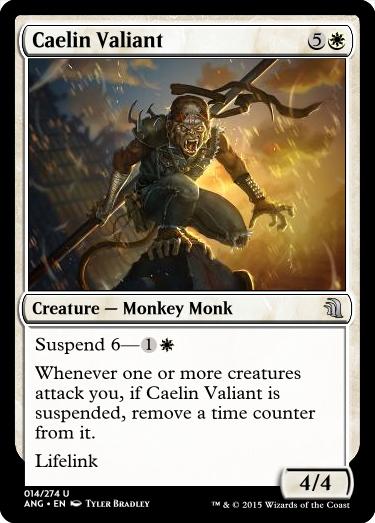 Caelin Valiant 5
Creature — Monkey Monk
Suspend 6—1
Whenever one or more creatures
attack you, if Caelin Valiant is
suspended, remove a time counter
from it.
Lifelink
4/4
014/274 U
ANG • EN Tyler Bradley ™ & © 2015 Wizards of the Coast